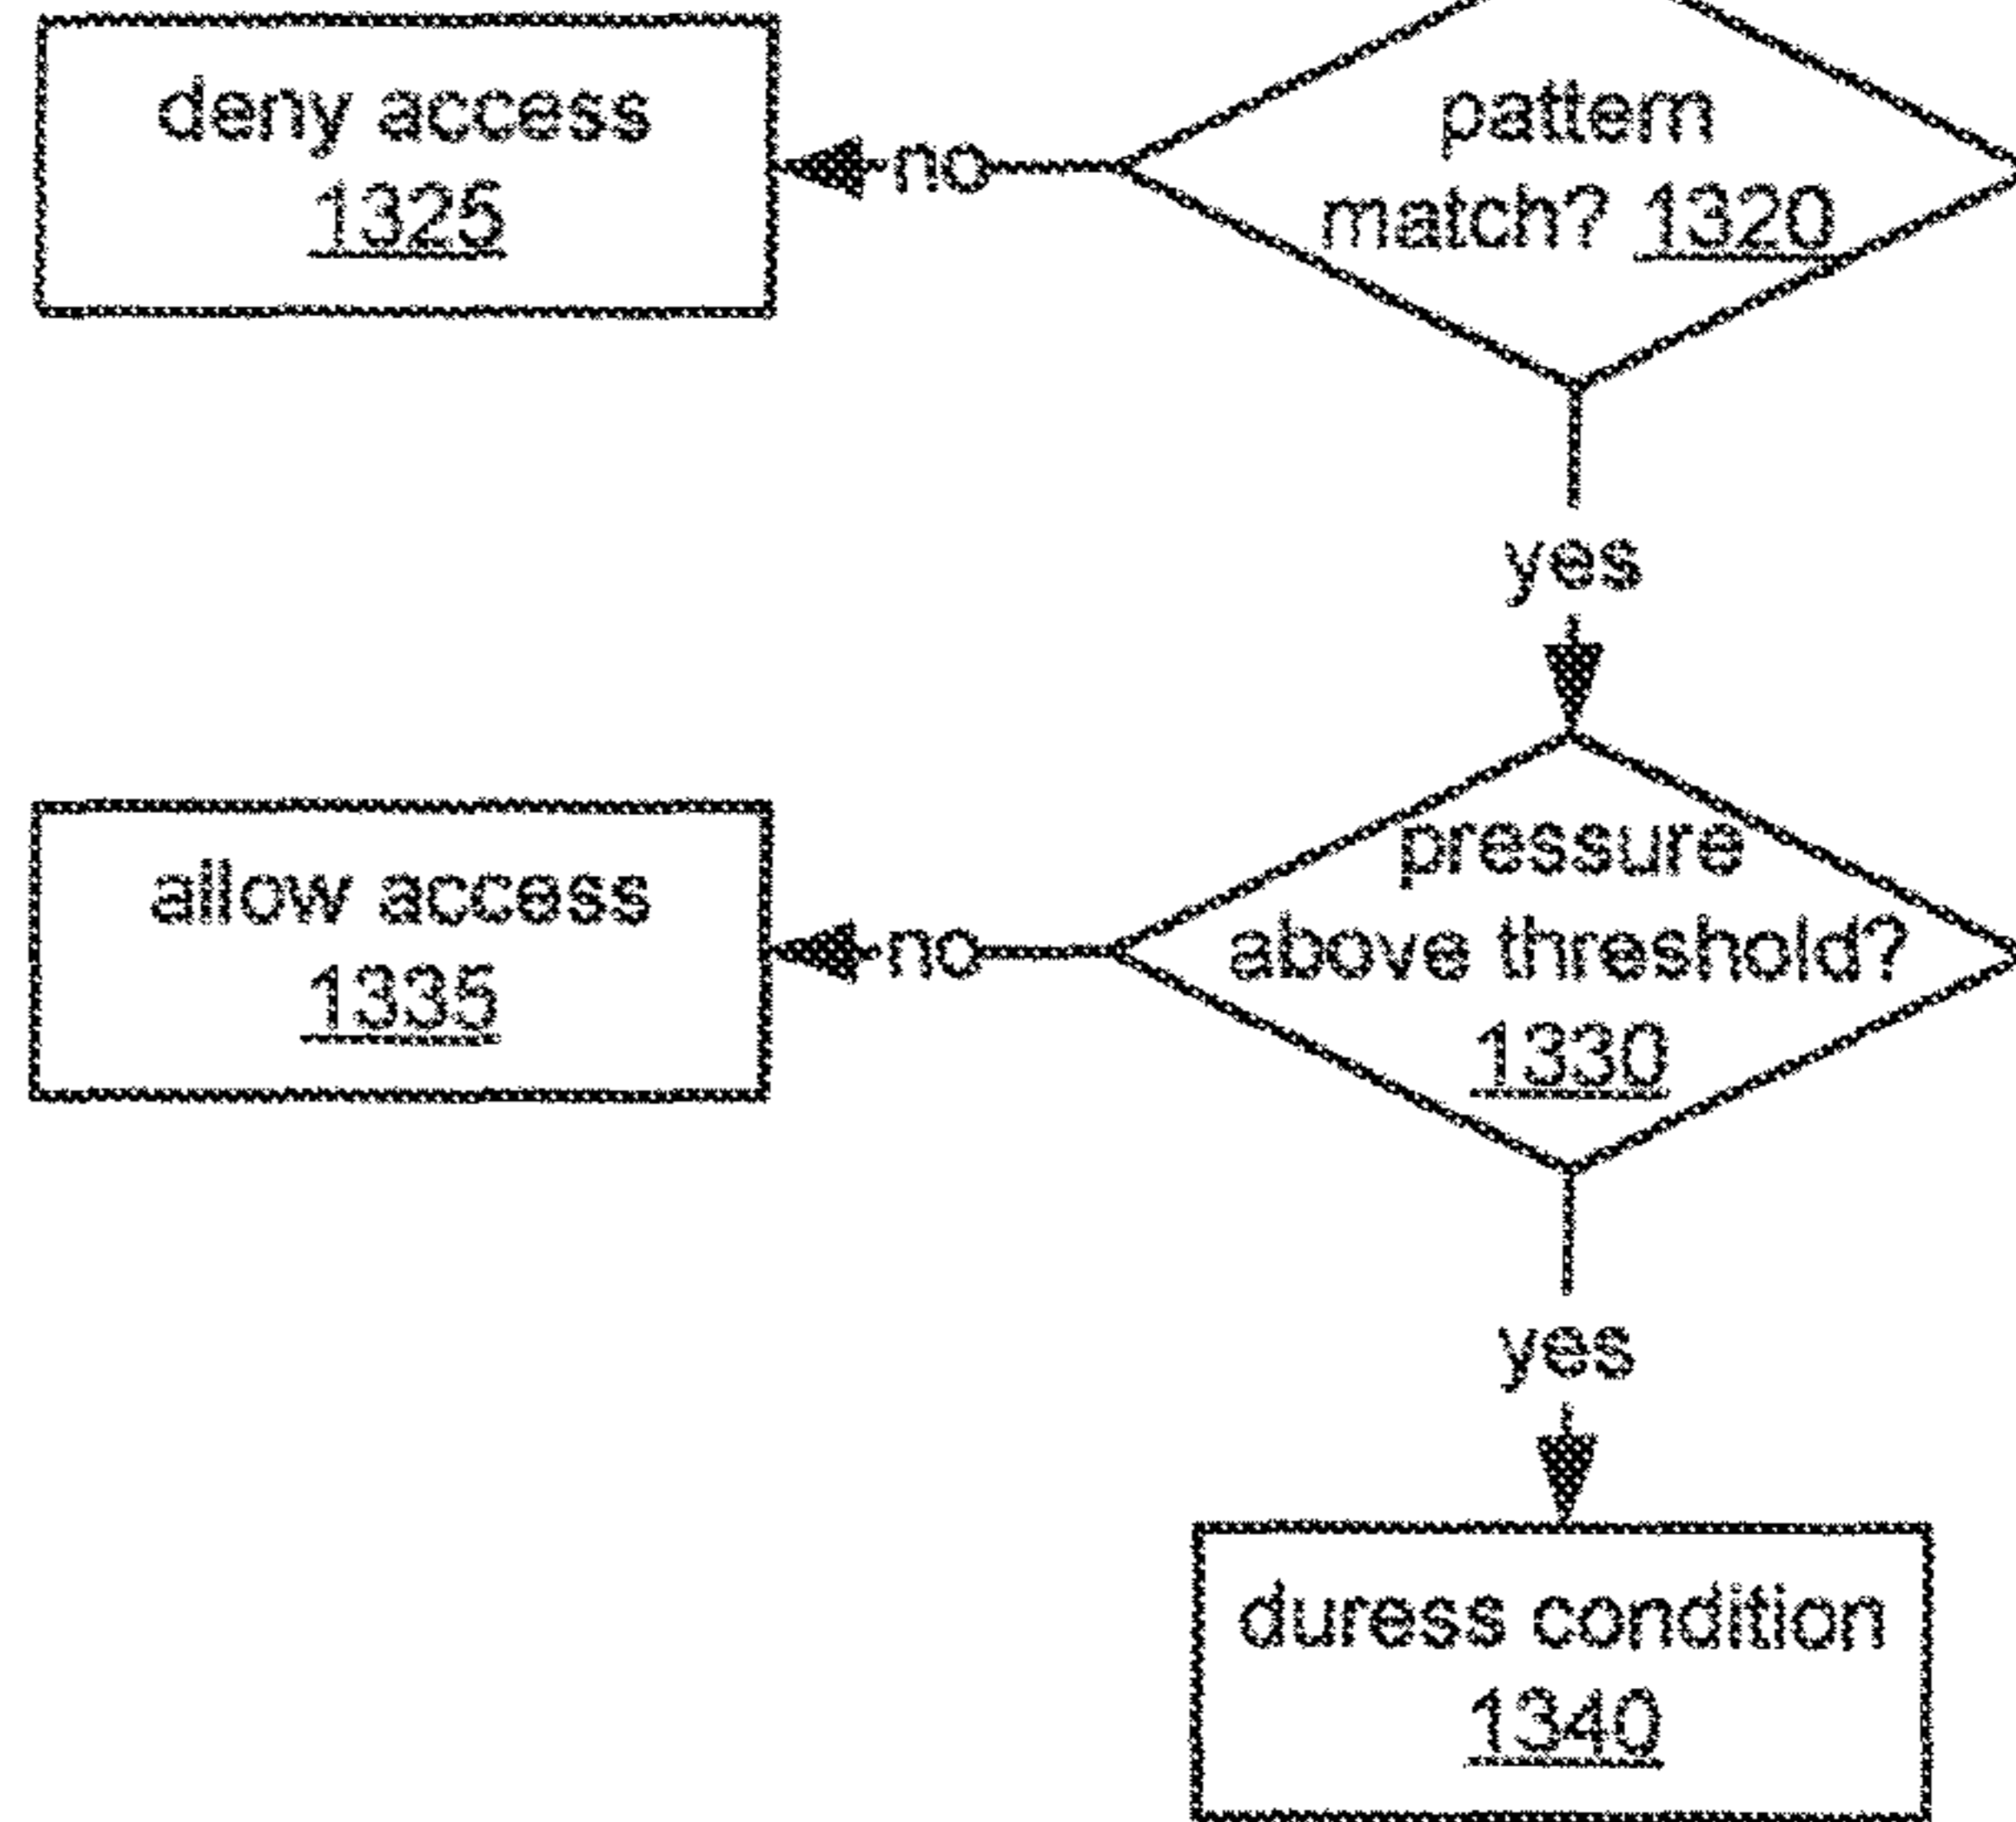 deny access
1325
no
pattern
match? 1320
yes
allow access
1335
no
pressure
above threshold?
1330
yes
duress condition
1340